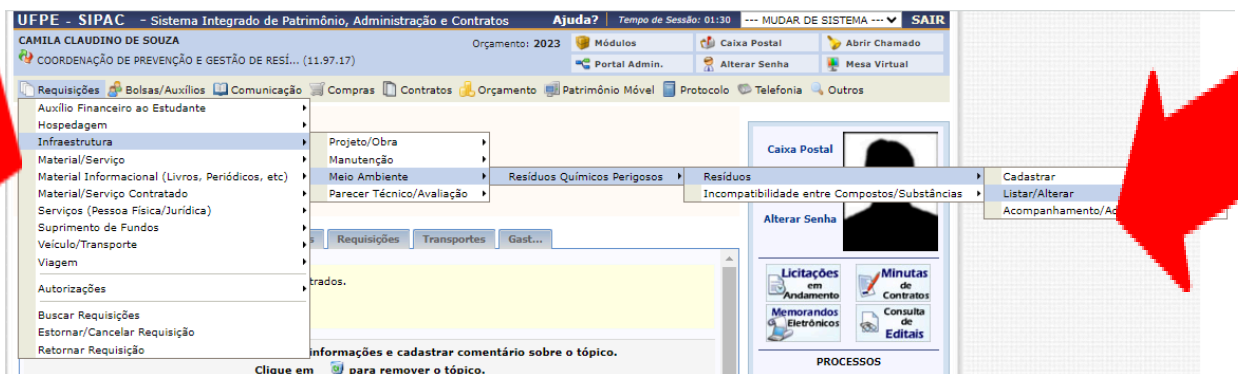 UFPE - SIPAC - Sistema Integrado de Patrimônio, Administração e Contratos Ajuda? Tempo de Sessão: 01:30 --- MUDAR DE SISTEMA --- SAIR
CAMILA CLAUDINO DE SOUZA Orçamento: 2023 Módulos Caixa Postal Abrir Chamado
COORDENAÇÃO DE PREVENÇÃO E GESTÃO DE RESÍ... (11.97.17) Portal Admin. Alterar Senha Mesa Virtual
Requisições Bolsas/Auxílios Comunicação Compras Contratos Orçamento Patrimônio Móvel Protocolo Telefonia Outros
Auxílio Financeiro ao Estudante
Hospedagem
Infraestrutura
Material/Serviço
Material Informacional (Livros, Periódicos, etc)
Material/Serviço Contratado
Serviços (Pessoa Física/Jurídica)
Suprimento de Fundos
Veículo/Transporte
Viagem
Autorizações
Buscar Requisições
Estornar/Cancelar Requisição
Retornar Requisição
Projeto/Obra
Manutenção
Meio Ambiente
Parecer Técnico/Avaliação
Resíduos Químicos Perigosos
Resíduos
Incompatibilidade entre Compostos/Substâncias
Cadastrar
Listar/Alterar
Acompanhamento/
Requisições Transportes Gast...
trados.
informações e cadastrar comentário sobre o tópico.
Clique em para remover o tópico.
Caixa Postal
Alterar Senha
Licitações
em
Andamento
Minutas
de
Contratos
Memorandos
Eletrônicos
Consulta
de
Editais
PROCESSOS